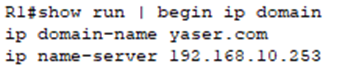 R1#show run | begin ip domain
ip domain-name yaser.com
ip name-server 192.168.10.253